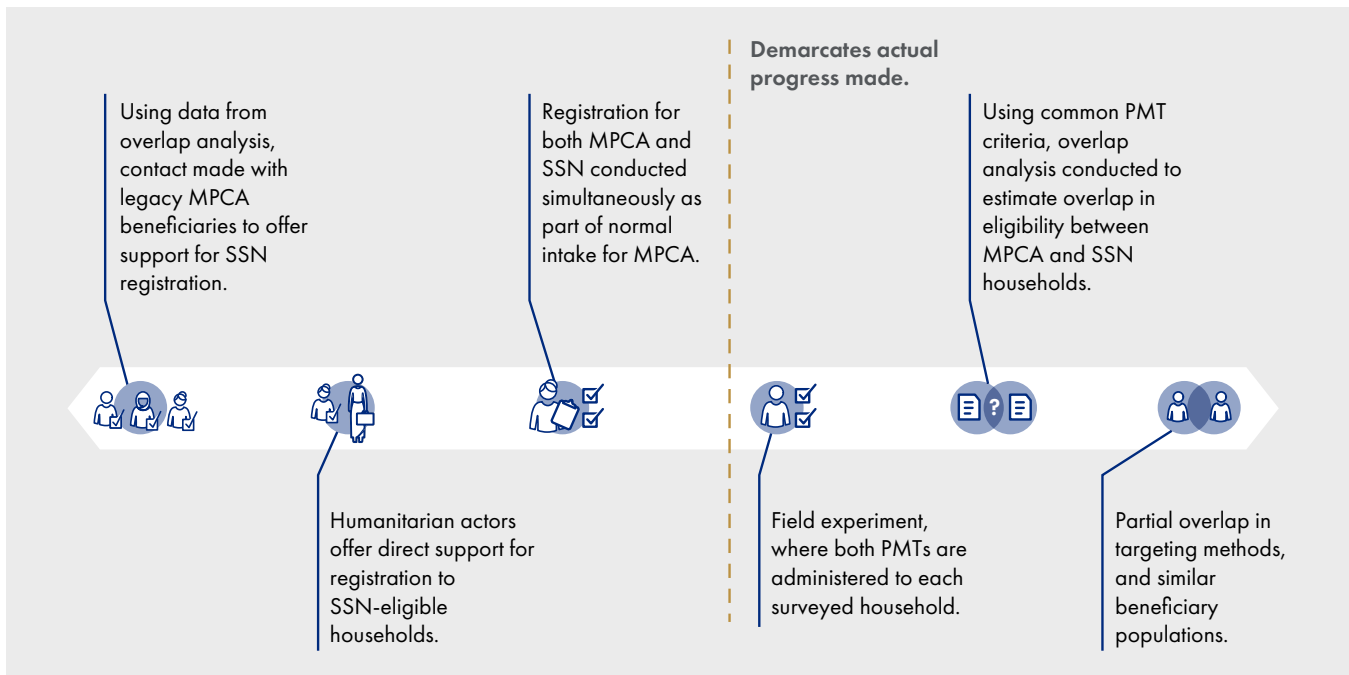 Demarcates actual
progress made.
Using data from
overlap analysis,
contact made with
legacy MPCA
beneficiaries to offer
support for SSN
registration.
Registration for
both MPCA and
SSN conducted
simultaneously as
part of normal
intake for MPCA.
Using common PMT
criteria, overlap
analysis conducted to
estimate overlap in
eligibility between
MPCA and SSN
households.
?
Humanitarian actors
offer direct support for
registration to
SSN-eligible
households.
Field experiment,
where both PMTs are
administered to each
surveyed household.
Partial overlap in
targeting methods,
and similar
beneficiary
populations.